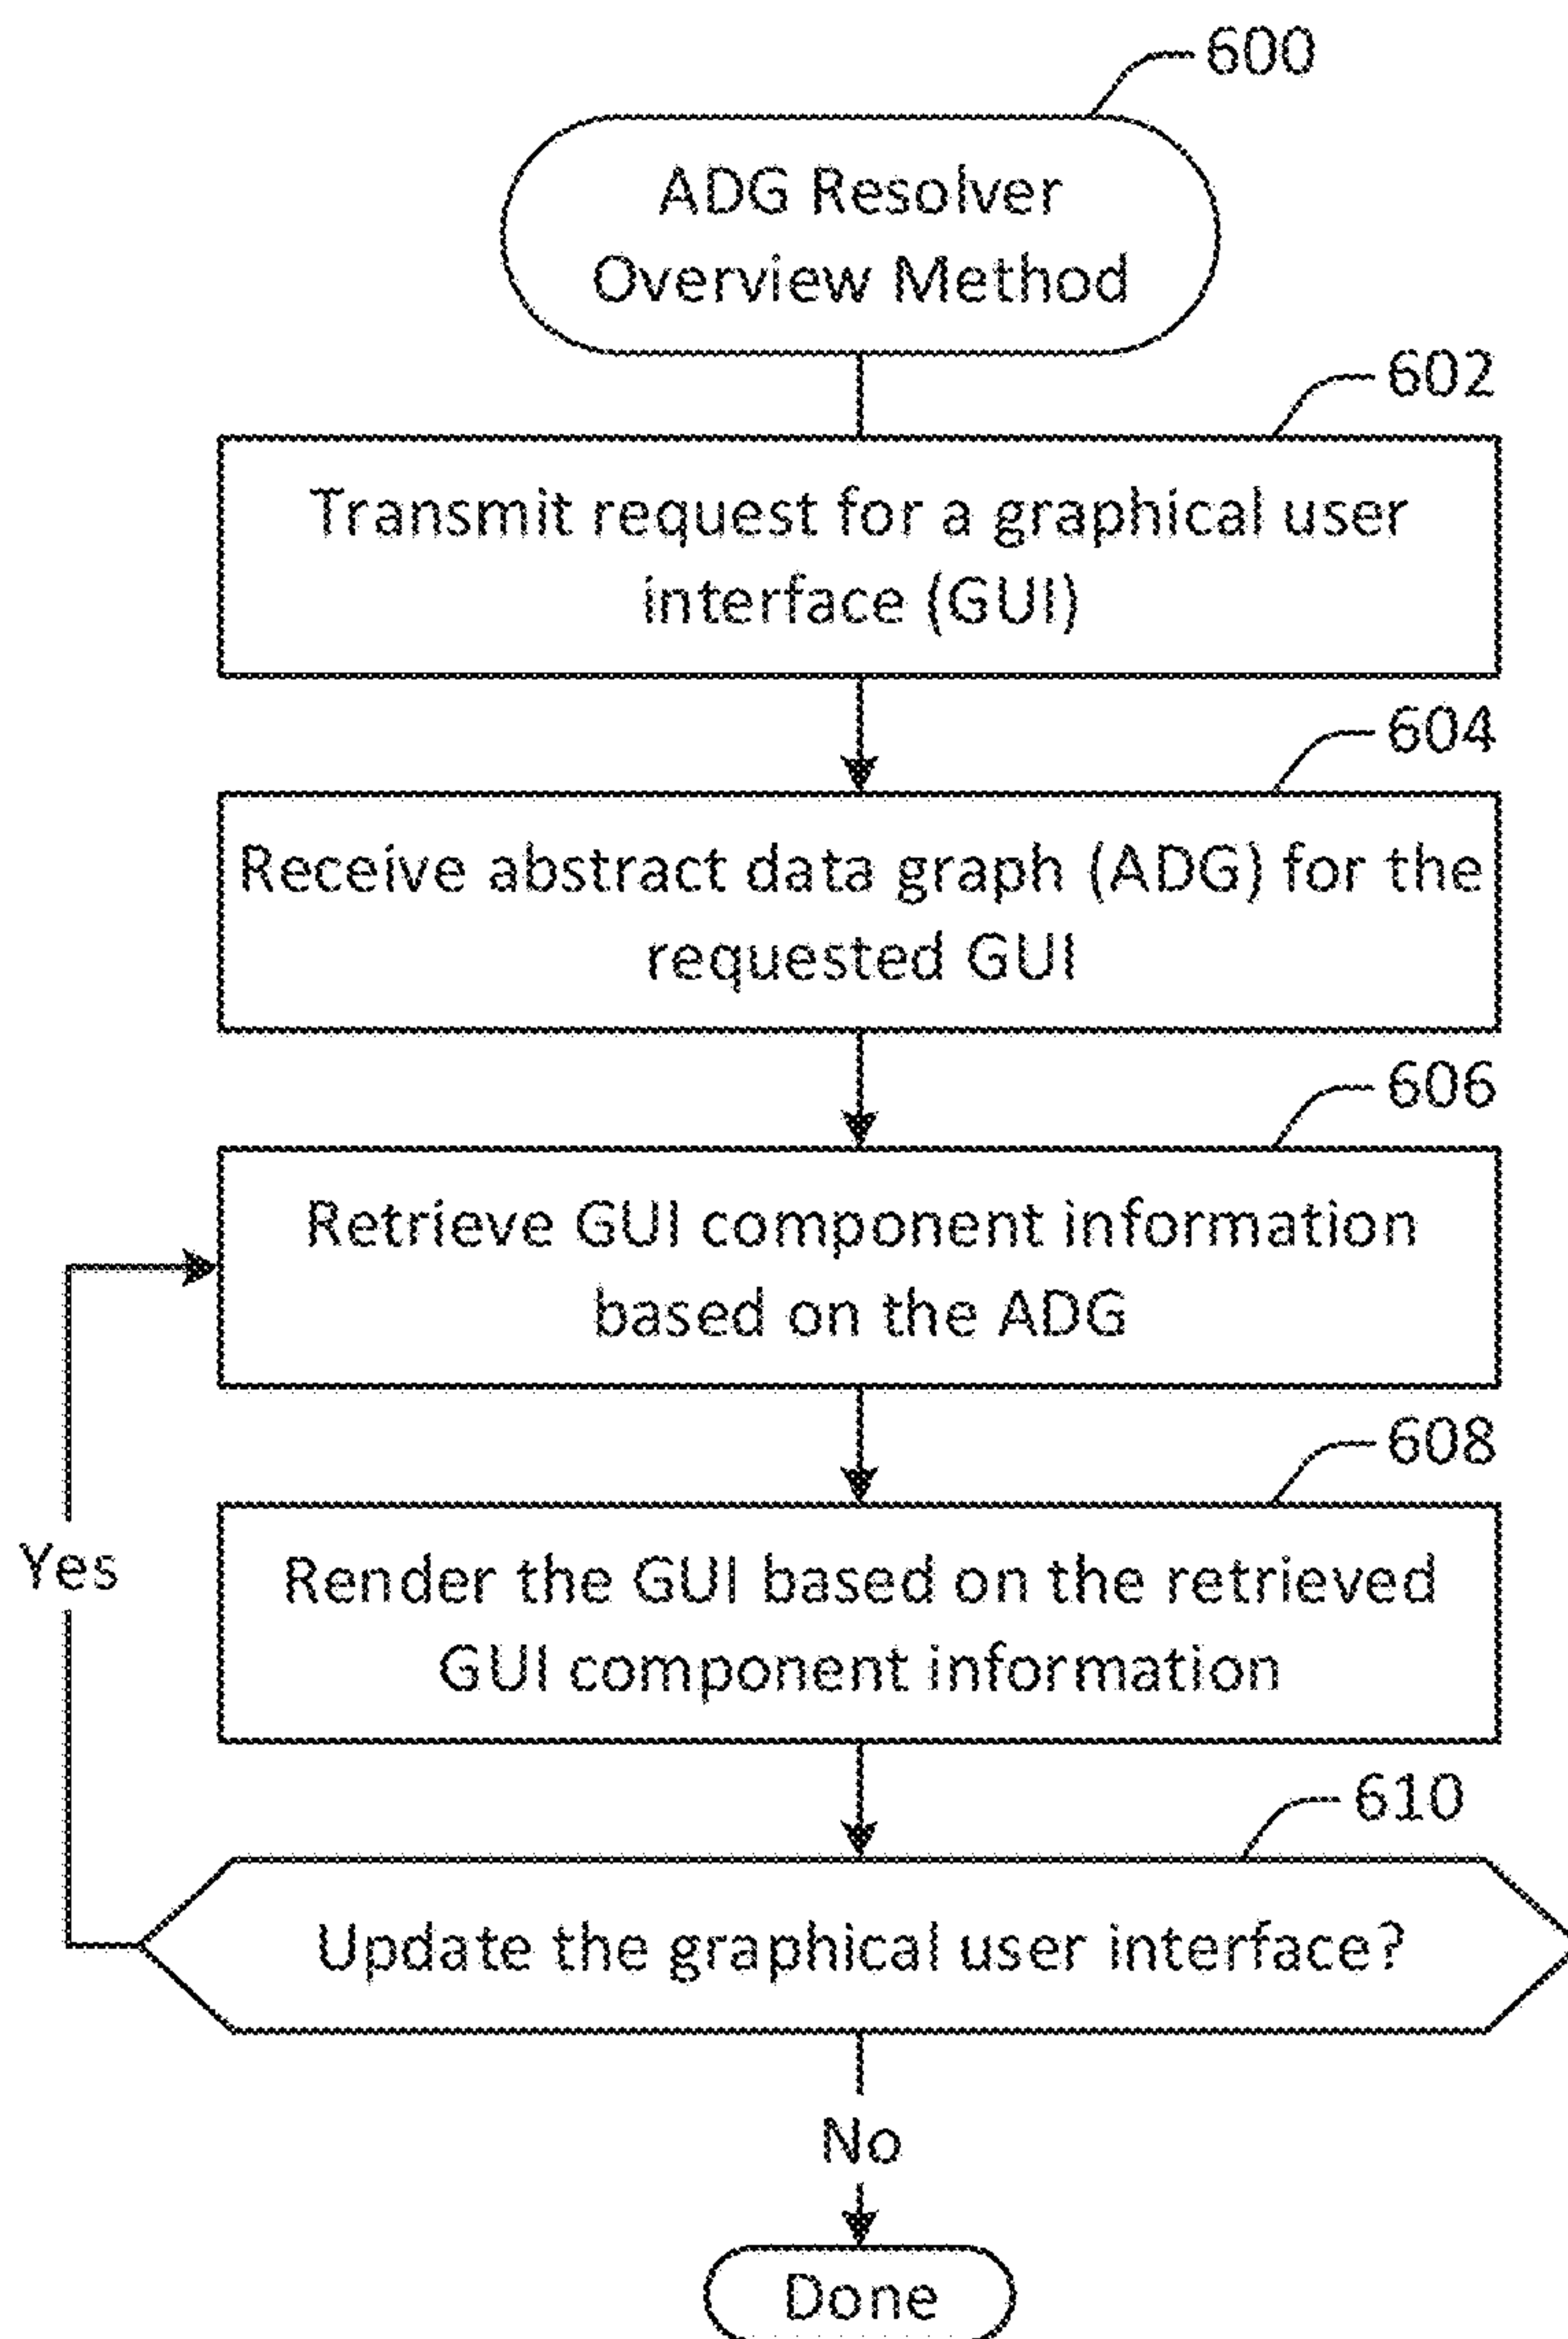 600
ADG Resolver
Overview Method
602
Transmit request for a graphical user
interface (GUI)
604
Receive abstract data graph (ADG) for the
requested GUI
606
Retrieve GUI component information
based on the ADG
608
Render the GUI based on the retrieved
GUI component information
Yes
610
Update the graphical user interface?
No
Done